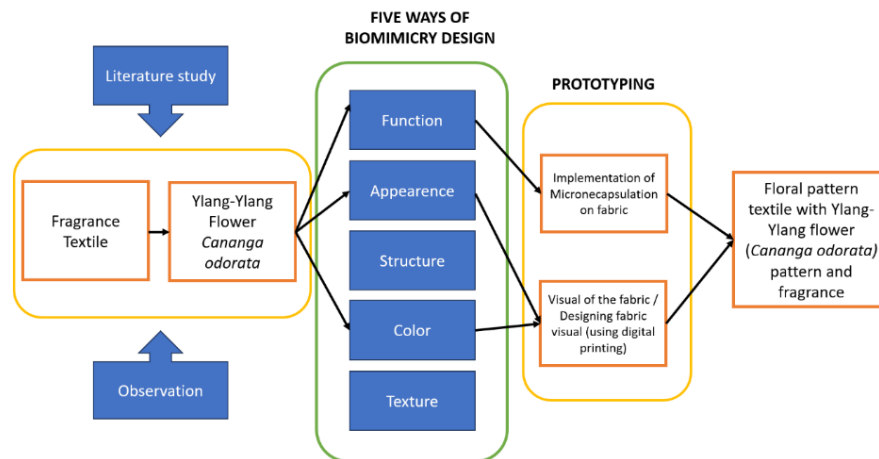 FIVE WAYS OF
BIOMIMICRY DESIGN
Literature study
PROTOTYPING
Function
Appearence
Structure
Color
Texture
Fragrance
Textile
Ylang-Ylang
Flower
Cananga
odorata
Implementation of
Micronecapsulation
on fabric
Visual of the fabric /
Designing fabric
visual (using digital
printing)
Floral pattern
textile with Ylang-
Ylang flower
(Cananga odorata)
pattern and
fragrance
Observation